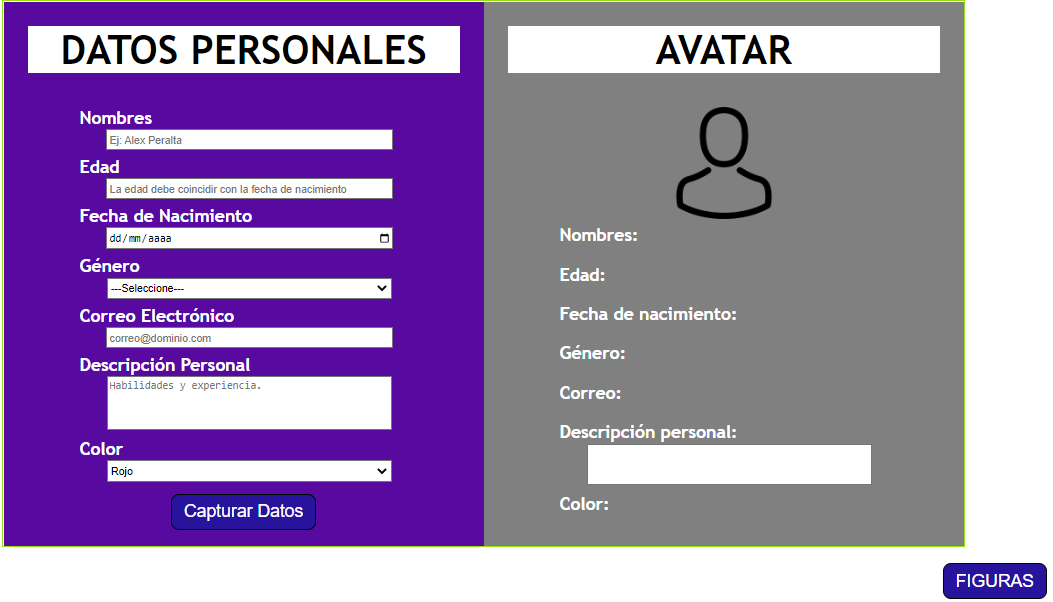 DATOS PERSONALES
Nombres
Ej: Alex Peralta
Edad
La edad debe coincidir con la fecha de nacimiento
Fecha de Nacimiento
dd/mm/aaaa
Género
---Seleccione---
Correo Electrónico
correo@dominio.com
Descripción Personal
Habilidades y experiencia.
Color
Rojo
Capturar Datos
AVATAR
Nombres:
Edad:
Fecha de nacimiento:
Género:
Correo:
Descripción personal:
Color:
FIGURAS